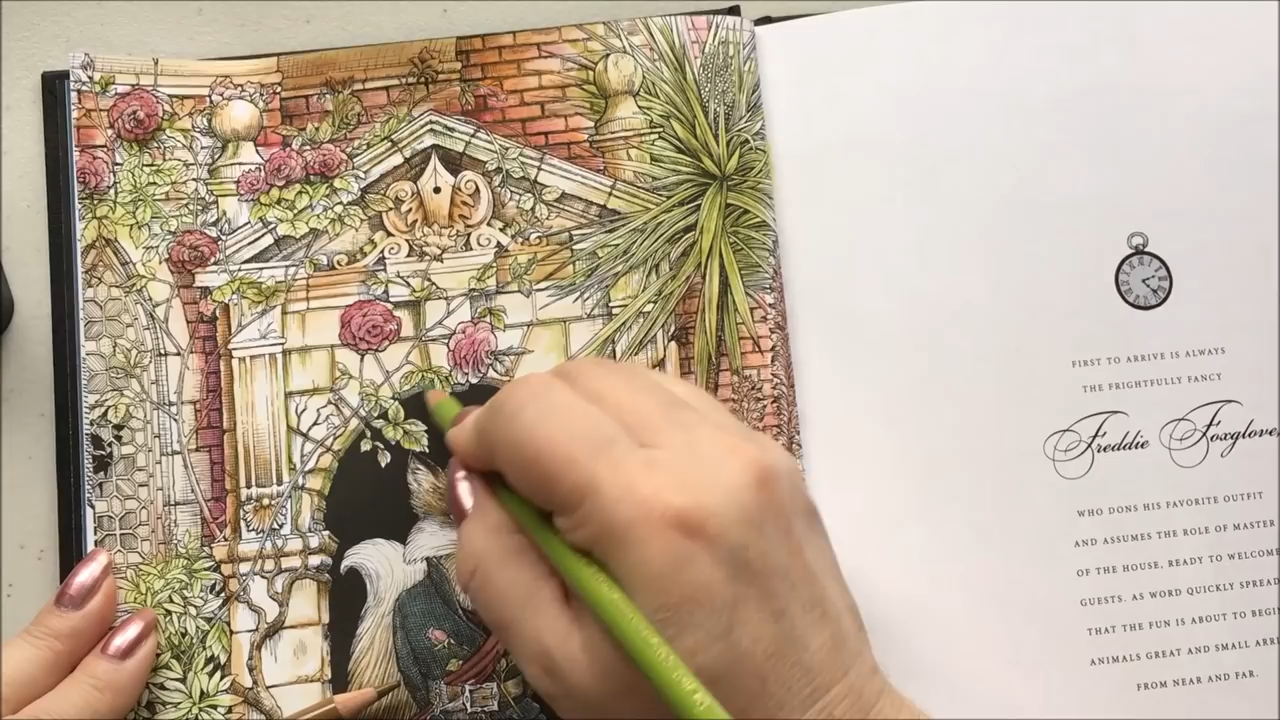 FIRST TO ARRIVE IS ALWAYS
THE FRIGHTFULLY FANCY
Freddie Foxglove,
WHO DONS HIS FAVORITE OUTFIT
AND ASSUMES THE ROLE OF MASTER
OF THE HOUSE, READY TO WELCOME
GUESTS. AS WORD QUICKLY SPREAD
THAT THE FUN IS ABOUT TO BEGI
ANIMALS GREAT AND SMALL ARR
FROM NEAR AND FAR.